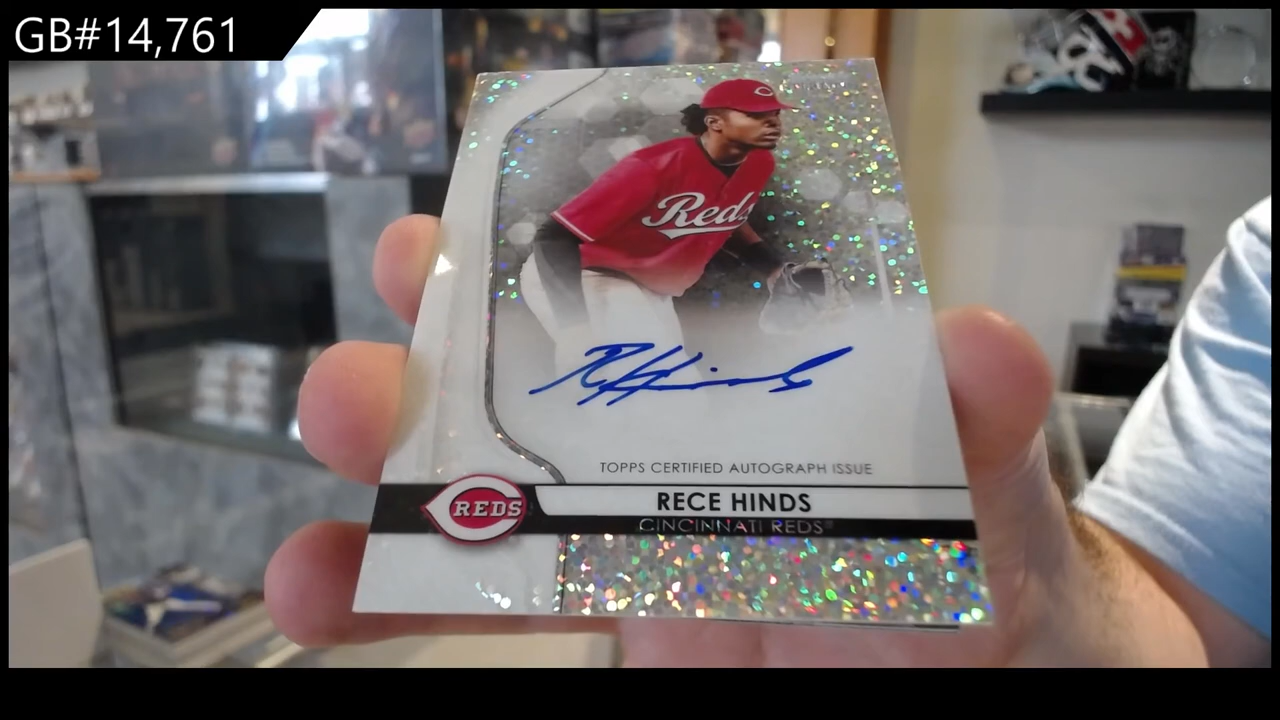 GB#14,761
Reds
TOPPS CERTIFIED AUTOGRAPH ISSUE
RECE HINDS
REDS
CINCINNATI REDS®